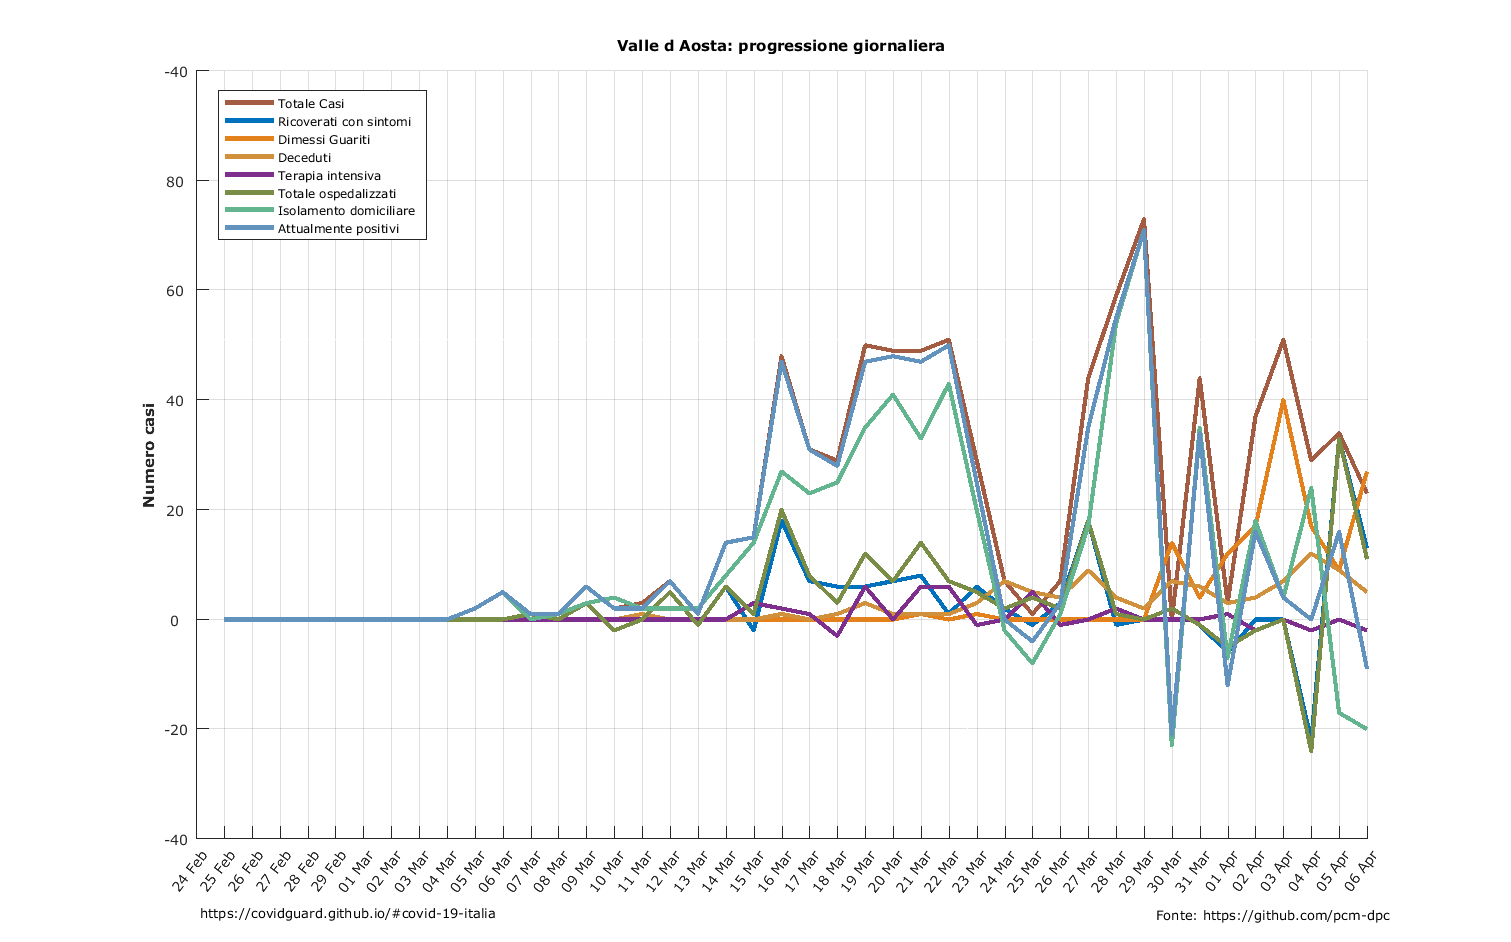 Valle d Aosta: progressione giornaliera
-40
80
60
40
20
0
-20
-40
Numero casi
Totale Casi
Ricoverati con sintomi
Dimessi Guariti
Deceduti
Terapia intensiva
Totale ospedalizzati
Isolamento domiciliare
Attualmente positivi
24 Feb
25 Feb
26 Feb
27 Feb
28 Feb
29 Feb
01 Mar
02 Mar
03 Mar
04 Mar
05 Mar
06 Mar
07 Mar
08 Mar
09 Mar
10 Mar
11 Mar
12 Mar
13 Mar
14 Mar
15 Mar
16 Mar
17 Mar
18 Mar
19 Mar
20 Mar
21 Mar
22 Mar
23 Mar
24 Mar
25 Mar
26 Mar
27 Mar
28 Mar
29 Mar
30 Mar
31 Mar
01 Apr
02 Apr
03 Apr
04 Apr
05 Apr
06 Apr
https://covidguard.github.io/#covid-19-italia
Fonte: https://github.com/pcm-dpc